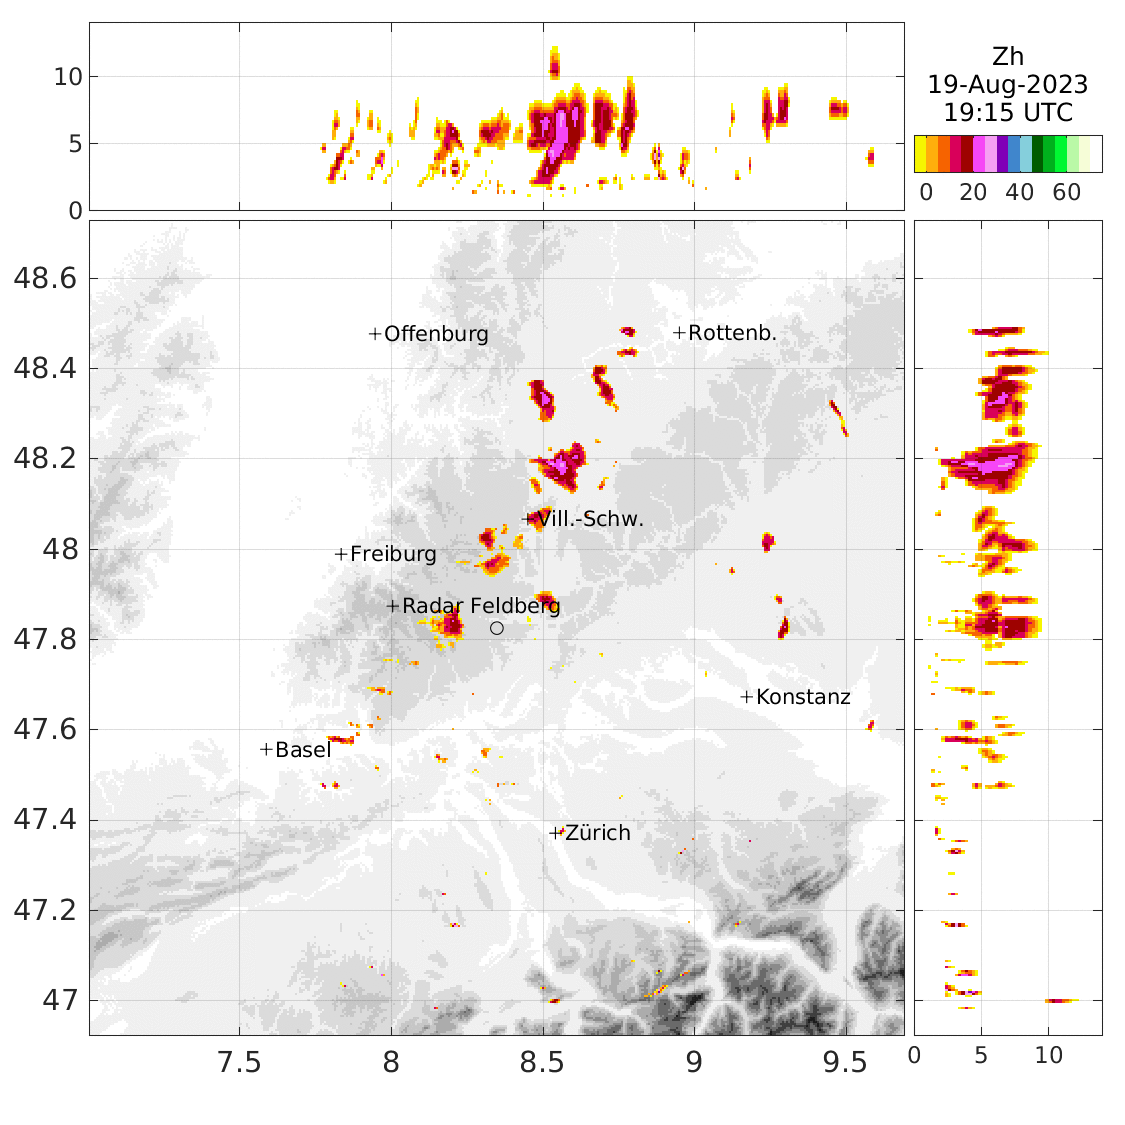 10
5
0
Zh
19-Aug-2023
19:15 UTC
0 20 40 60
48.6
48.4
48.2
48
47.8
47.6
47.4
47.2
47
+Offenburg
+Rottenb.
+Vill.-Schw.
+Freiburg
+Radar Feldberg
+Konstanz
+Basel
+Zürich
7.5 8 8.5 9 9.5
0 5 10